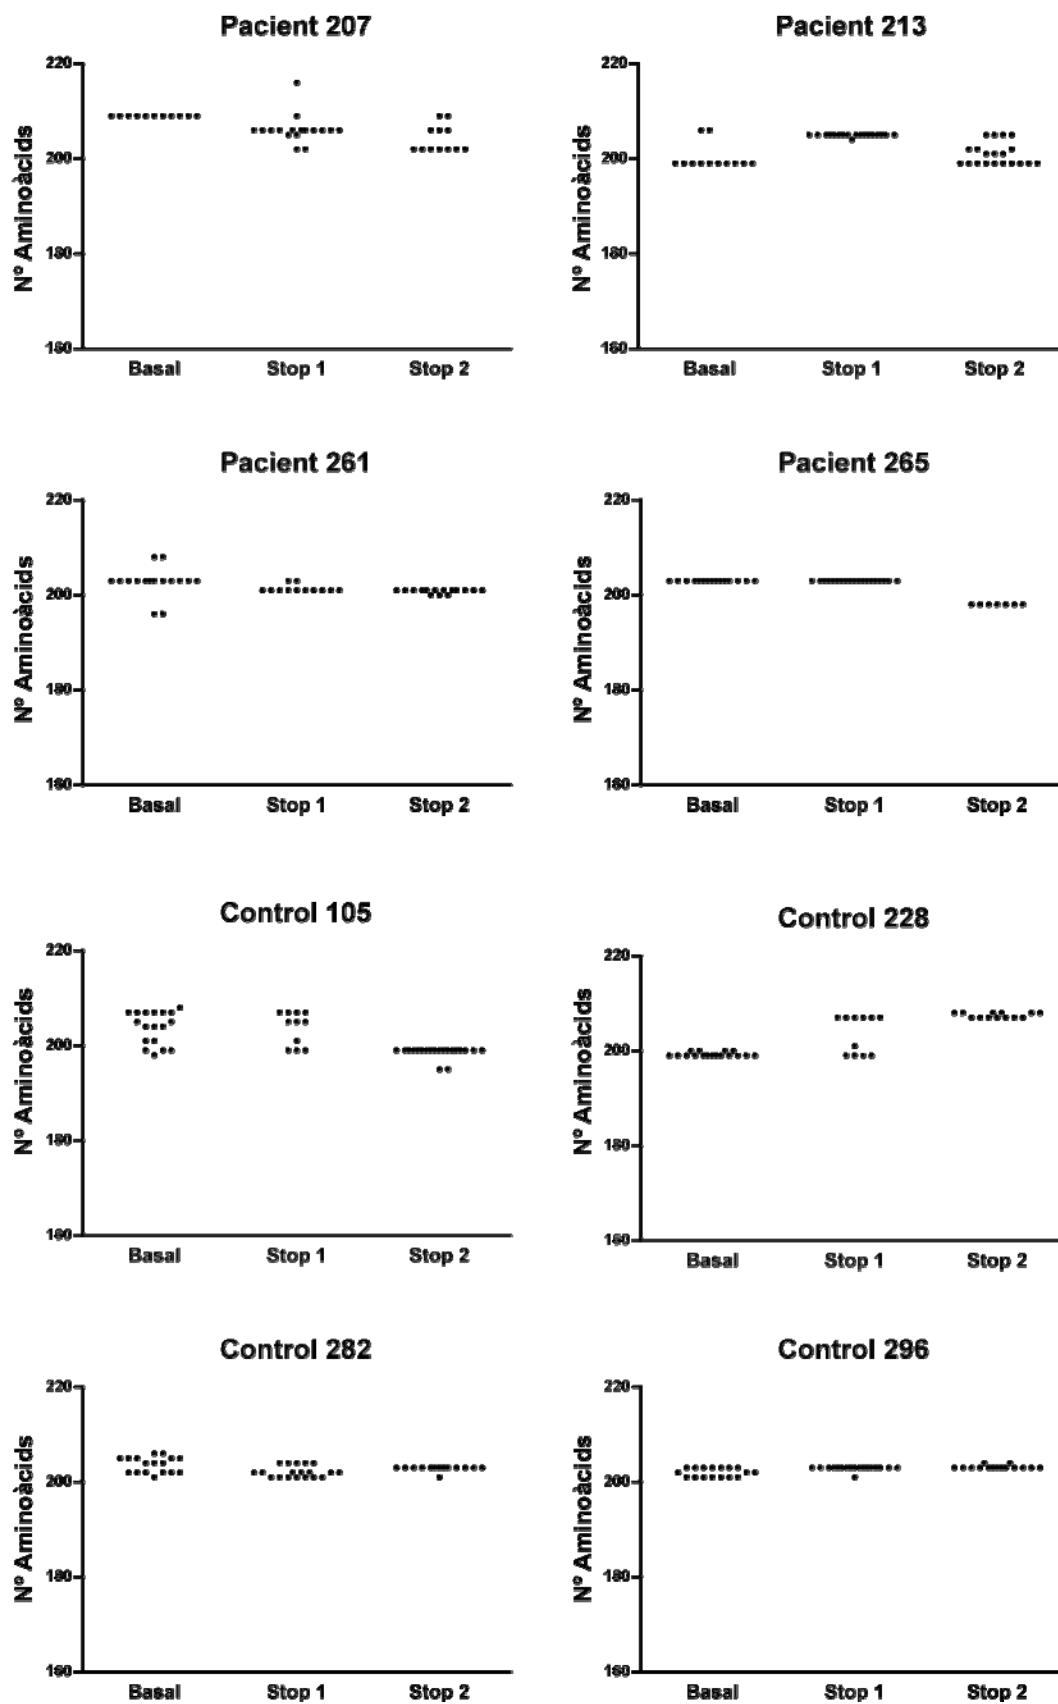 Pacient 207
Nº Aminoàcids
220
200
180
160
Basal Stop 1 Stop 2
Pacient 213
Nº Aminoàcids
220
200
180
160
Basal Stop 1 Stop 2
Pacient 261
Nº Aminoàcids
220
200
180
160
Basal Stop 1 Stop 2
Pacient 265
Nº Aminoàcids
220
200
180
160
Basal Stop 1 Stop 2
Control 105
Nº Aminoàcids
220
200
180
160
Basal Stop 1 Stop 2
Control 228
Nº Aminoàcids
220
200
180
160
Basal Stop 1 Stop 2
Control 282
Nº Aminoàcids
220
200
180
160
Basal Stop 1 Stop 2
Control 296
Nº Aminoàcids
220
200
180
160
Basal Stop 1 Stop 2